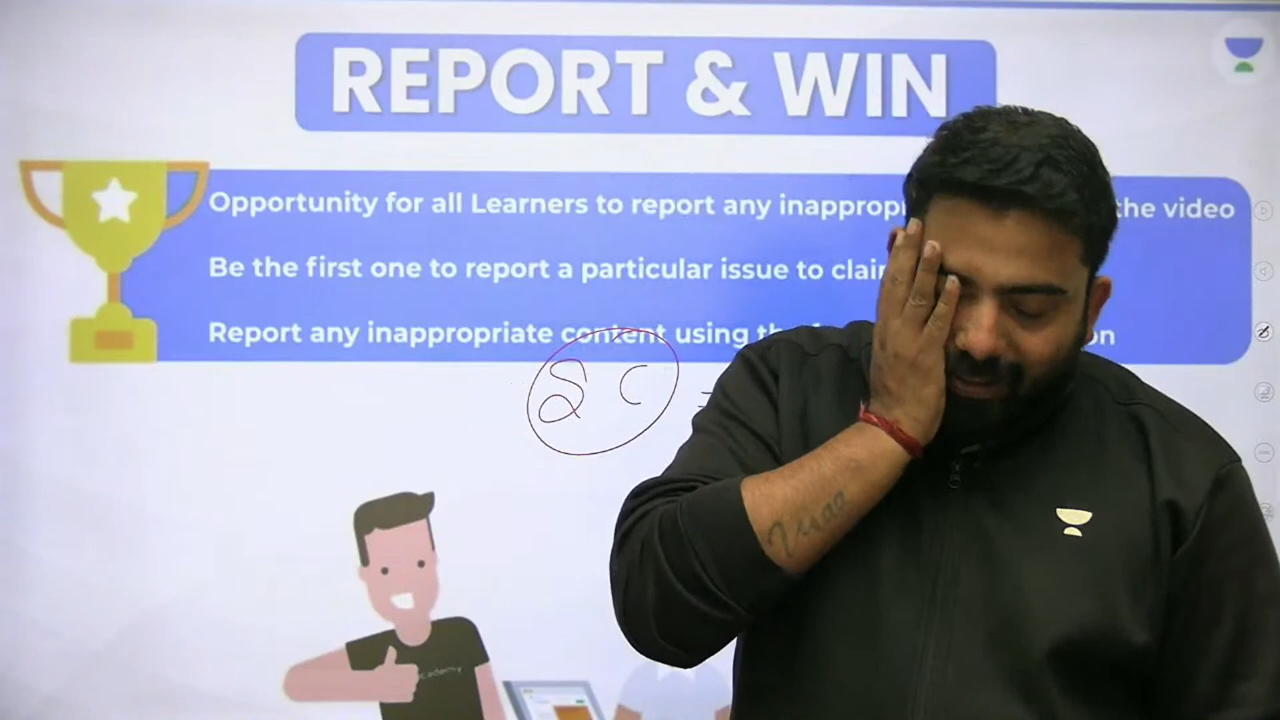 REPORT & WIN
Opportunity for all Learners to report any inapprop the video
Be the first one to report a particular issue to clai
Report any inappropriate content using th on
S C =